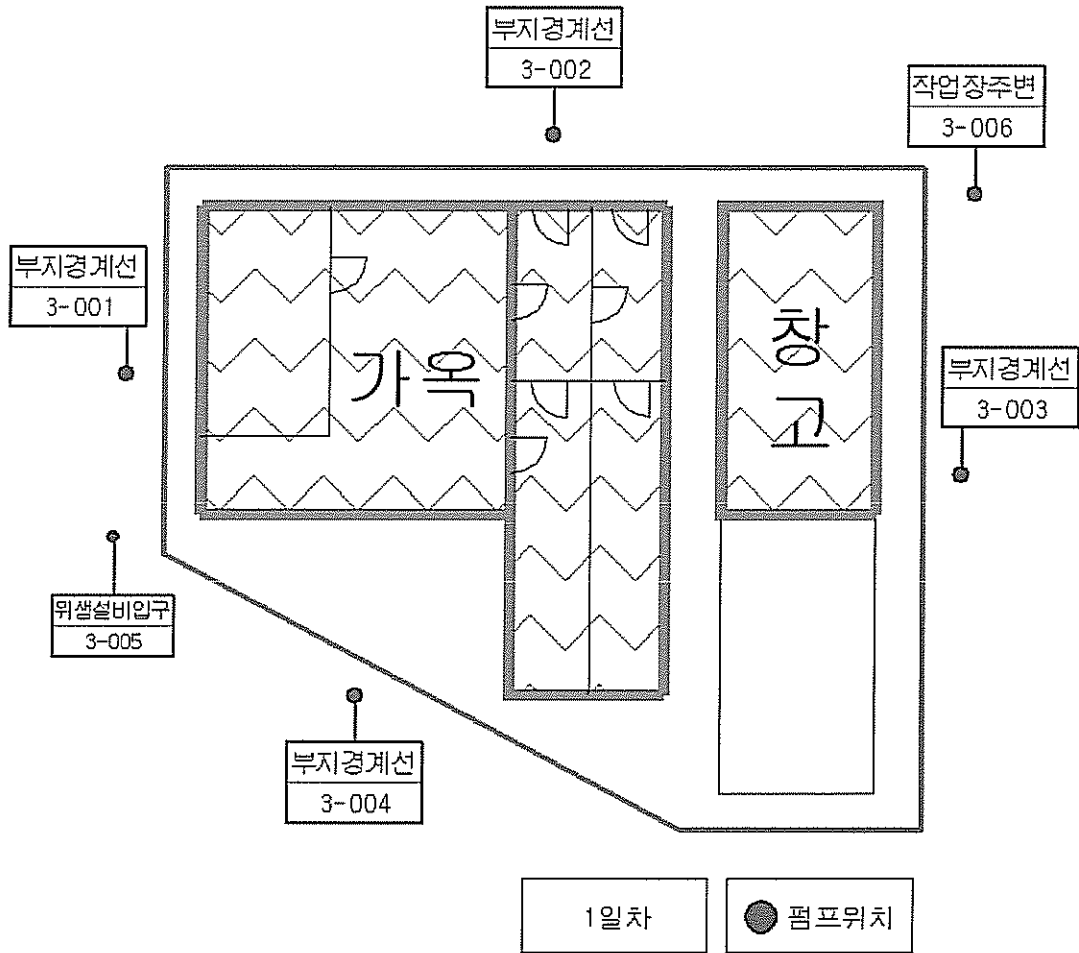 부지경계선
3-002
작업장주변
3-006
부지경계선
3-001
가옥
창고
부지경계선
3-003
위생설비입구
3-005
부지경계선
3-004
1일차
펌프위치